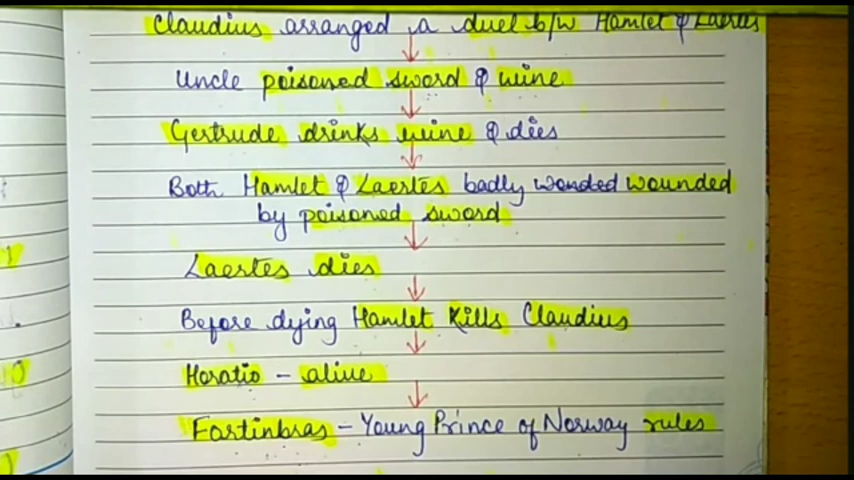 Claudius arranged a duel b/w Hamlet & Laertes
Uncle poisoned sword & wine
Gertrude drinks wine & dies
Both Hamlet & Laertes badly wonded wounded
by poisoned sword
Laertes dies
Before dying Hamlet Kills Claudius
Horatio - alive
Fortinbras - Young Prince of Norway rules